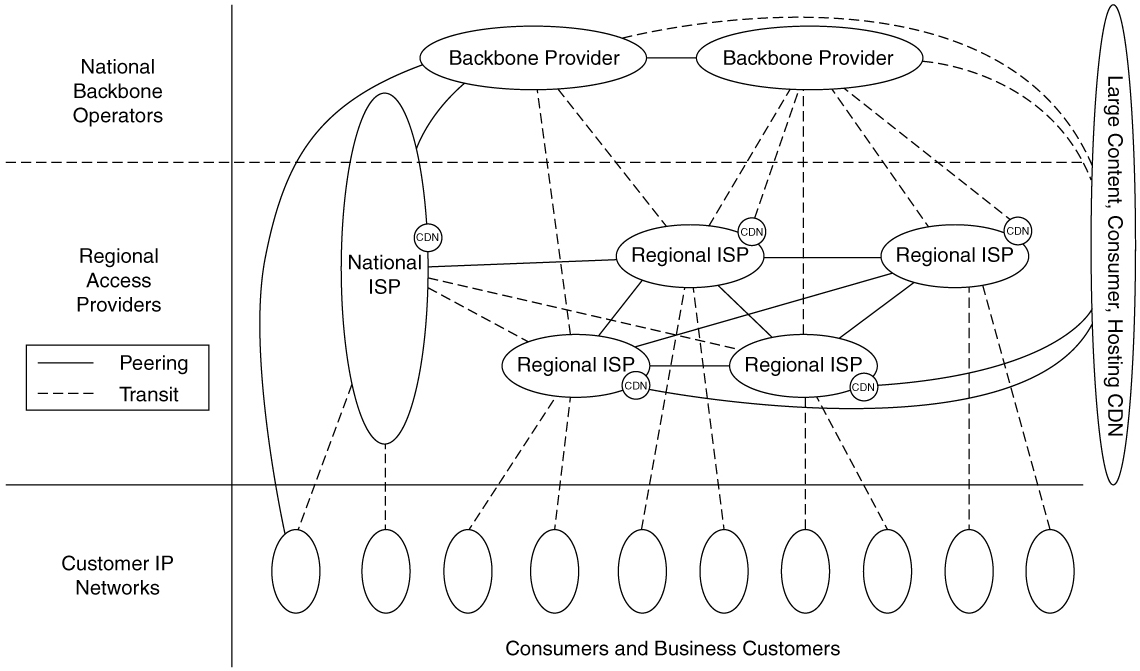 National
Backbone
Operators
Backbone Provider
Backbone Provider
Large Content, Consumer, Hosting CDN
Regional
Access
Providers
CDN
National
ISP
CDN
Regional ISP
CDN
Regional ISP
Regional ISP
CDN
Regional ISP
CDN
Peering
Transit
Customer IP
Networks
Consumers and Business Customers